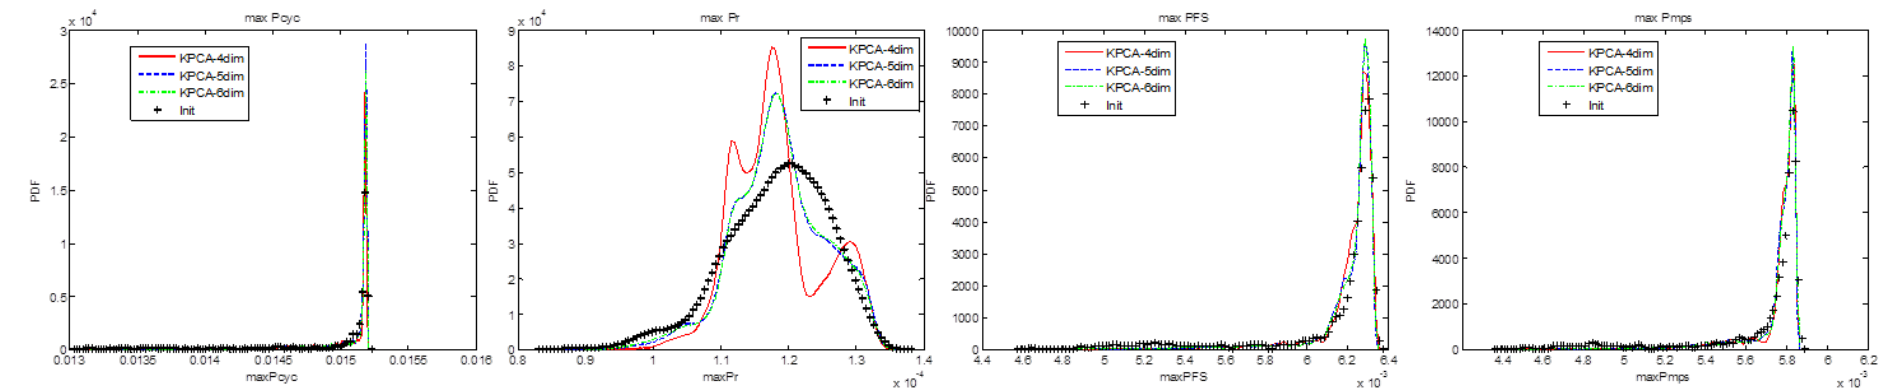 max Pcyc
x 10^4
3
2.5
2
1.5
1
0.5
0
PDF
KPCA-4dim
KPCA-5dim
KPCA-6dim
Init
0.013
0.0135
0.014
0.0145
0.015
0.0155
0.016
maxPcyc
max Pr
x 10^4
9
8
7
6
5
4
3
2
1
0
PDF
KPCA-4dim
KPCA-5dim
KPCA-6dim
Init
0.8
0.9
1
1.1
1.2
1.3
1.4
maxPr
x 10^-4
max PFS
10000
9000
8000
7000
6000
5000
4000
3000
2000
1000
0
PDF
KPCA-4dim
KPCA-5dim
KPCA-6dim
Init
4.4
4.6
4.8
5
5.2
5.4
5.6
5.8
6
6.2
6.4
maxPFS
x 10^-3
max Pmps
14000
12000
10000
8000
6000
4000
2000
0
PDF
KPCA-4dim
KPCA-5dim
KPCA-6dim
Init
4.4
4.6
4.8
5
5.2
5.4
5.6
5.8
6
6.2
maxPmps
x 10^-3